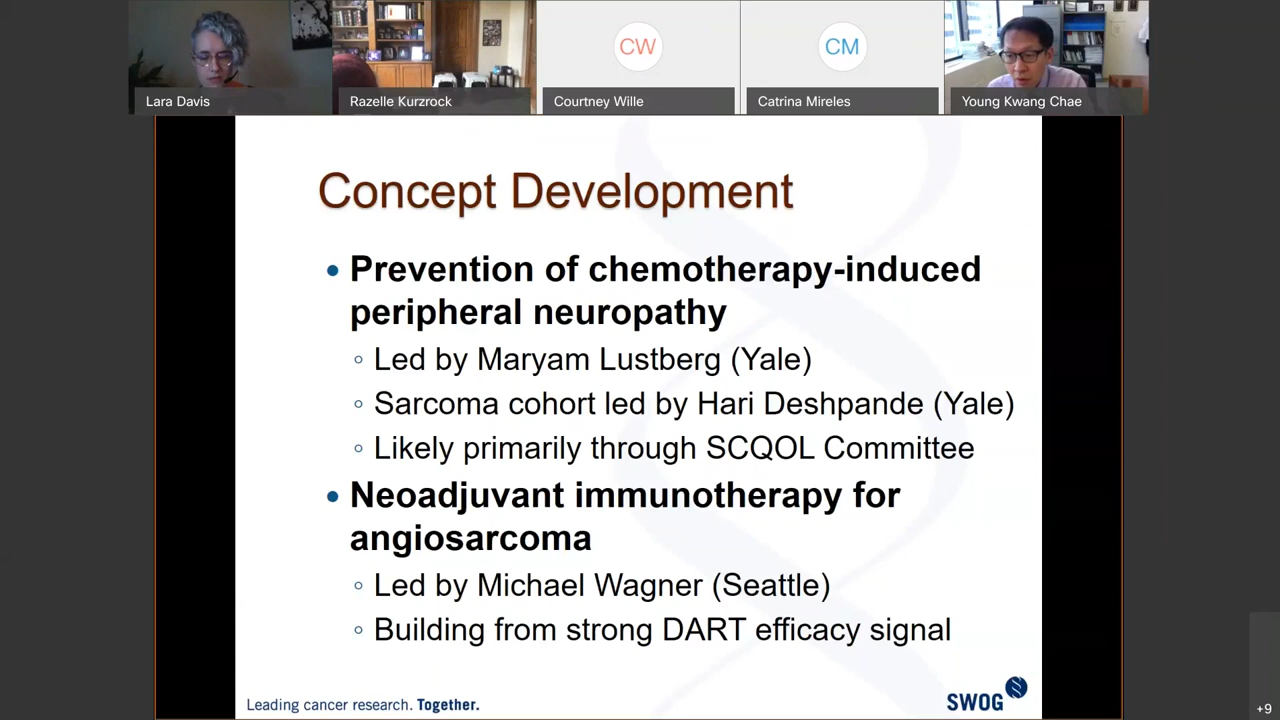 CW
CM
Lara Davis
Razelle Kurzrock
Courtney Wille
Catrina Mireles
Young Kwang Chae
Concept Development
• Prevention of chemotherapy-induced
peripheral neuropathy
◦ Led by Maryam Lustberg (Yale)
◦ Sarcoma cohort led by Hari Deshpande (Yale)
◦ Likely primarily through SCQOL Committee
• Neoadjuvant immunotherapy for
angiosarcoma
◦ Led by Michael Wagner (Seattle)
◦ Building from strong DART efficacy signal
Leading cancer research. Together.
SWOG
+9